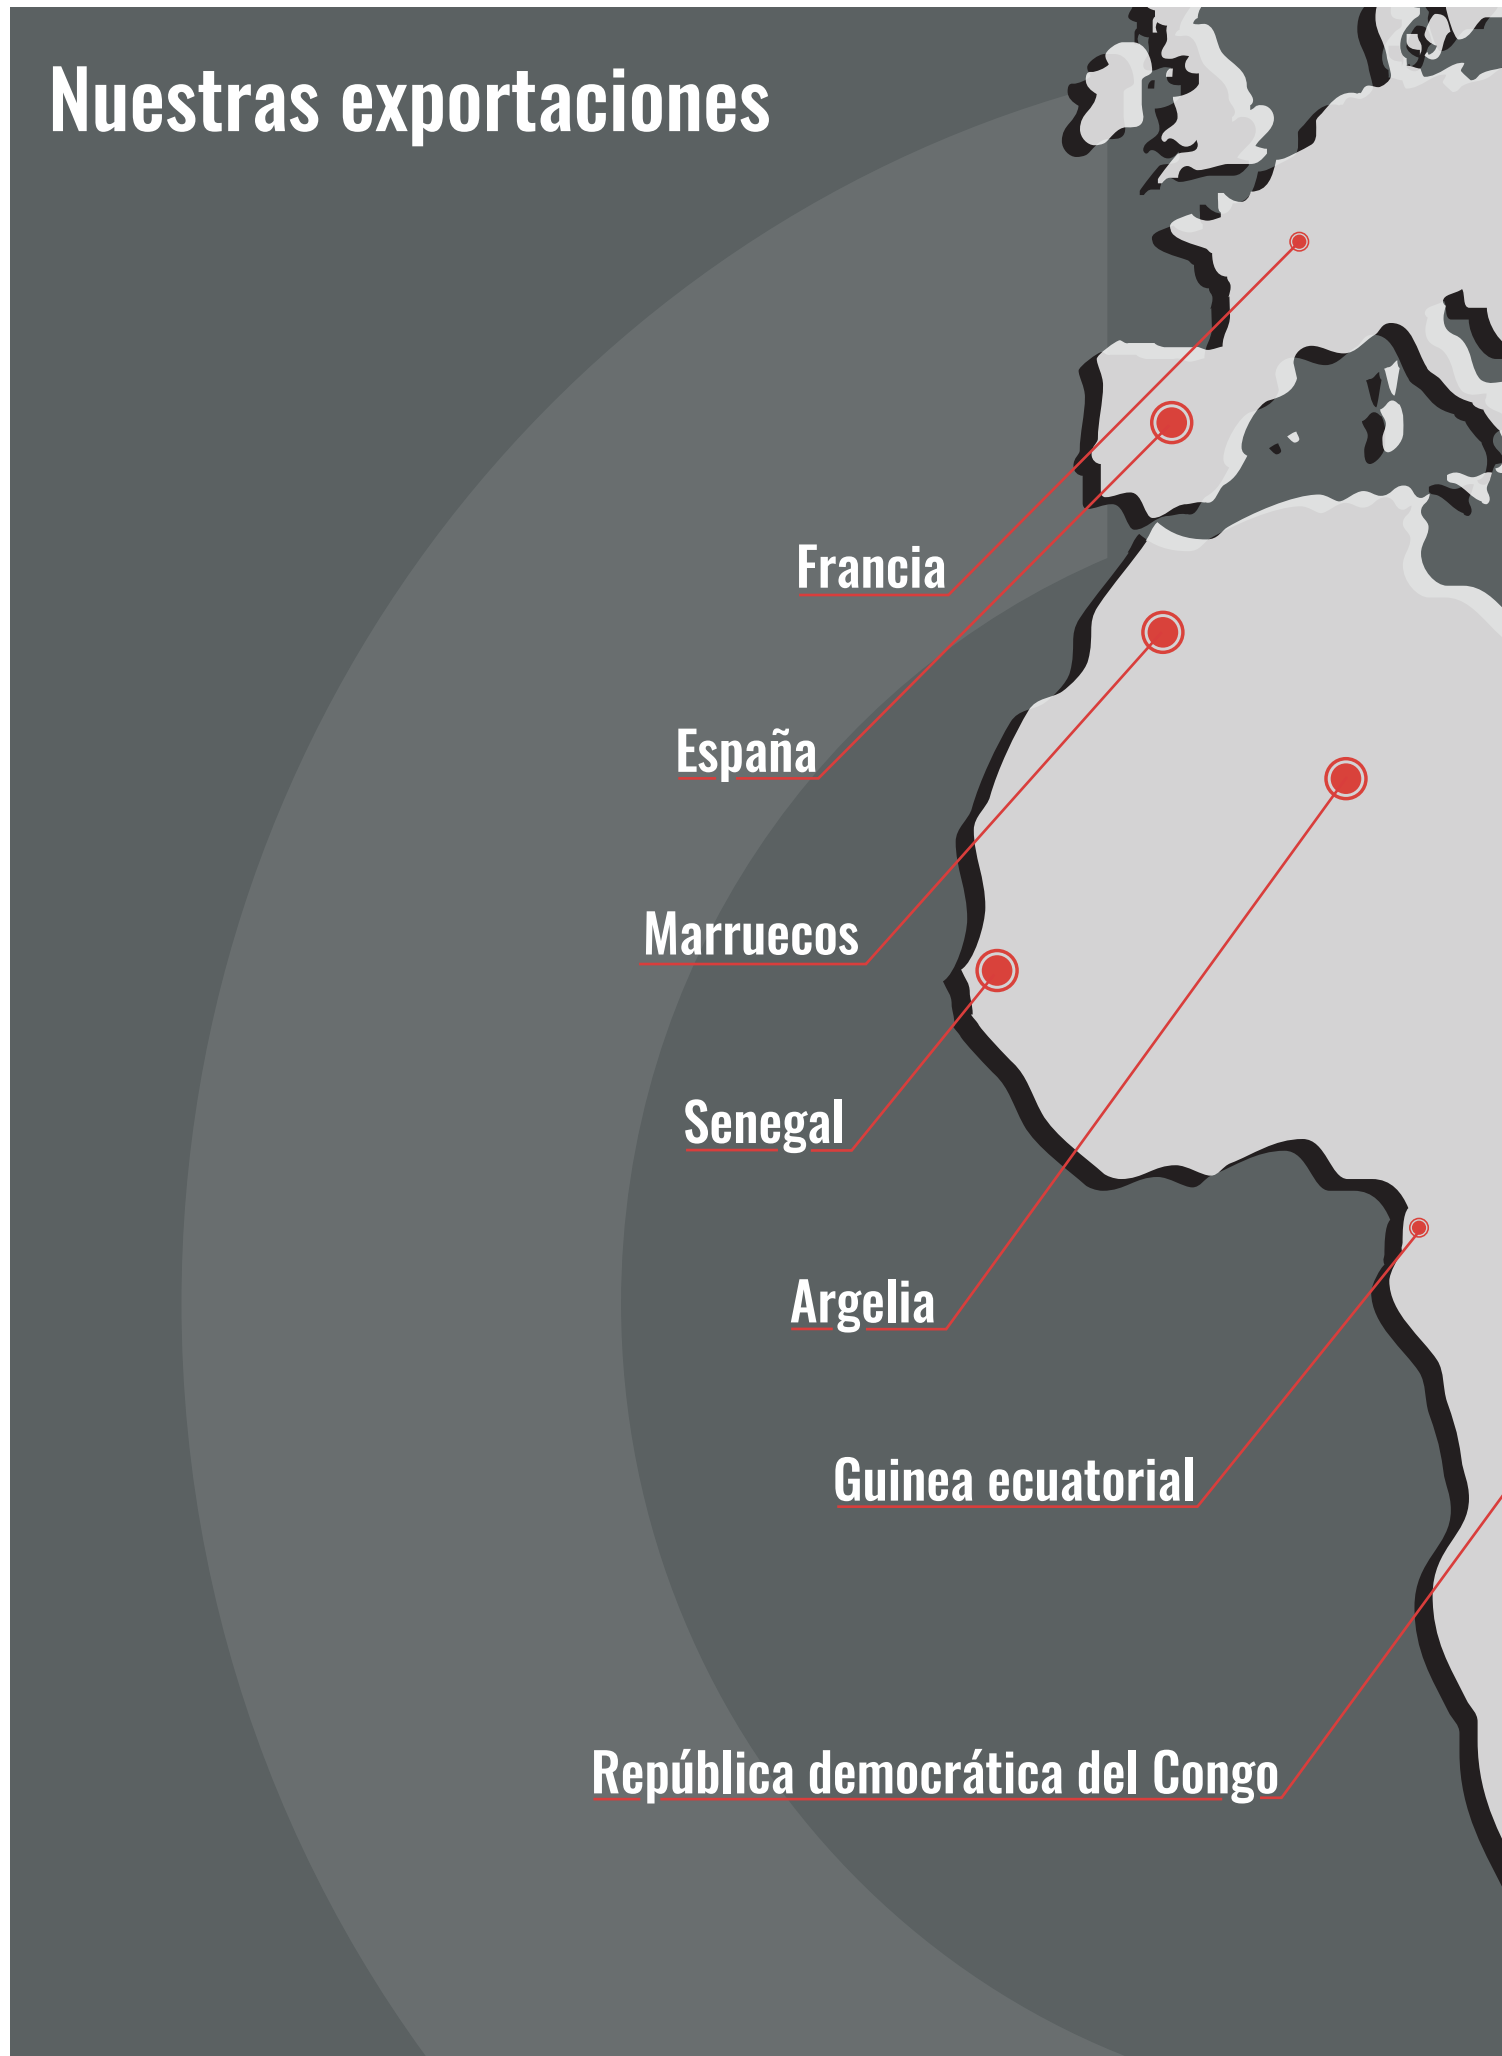 Nuestras exportaciones
Francia
España
Marruecos
Senegal
Argelia
Guinea ecuatorial
República democrática del Congo